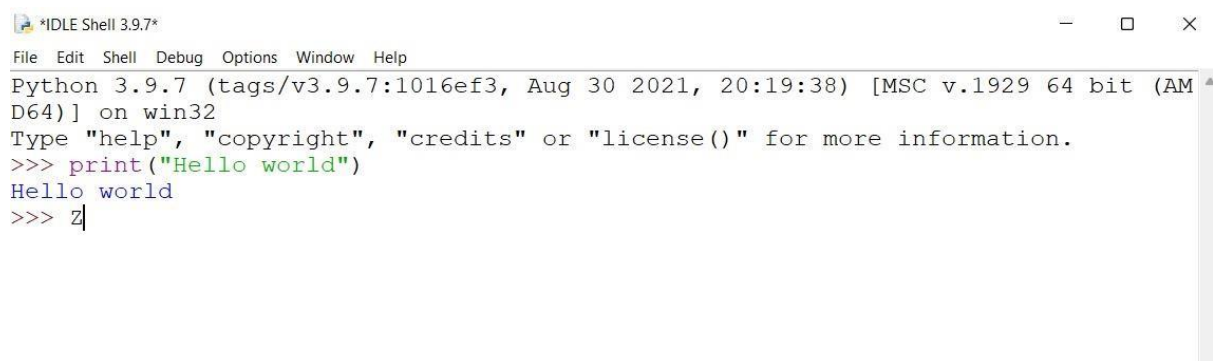 *IDLE Shell 3.9.7*
File Edit Shell Debug Options Window Help
Python 3.9.7 (tags/v3.9.7:1016ef3, Aug 30 2021, 20:19:38) [MSC v.1929 64 bit (AM
D64)] on win32
Type "help", "copyright", "credits" or "license()" for more information.
>>> print("Hello world")
Hello world
>>> Z